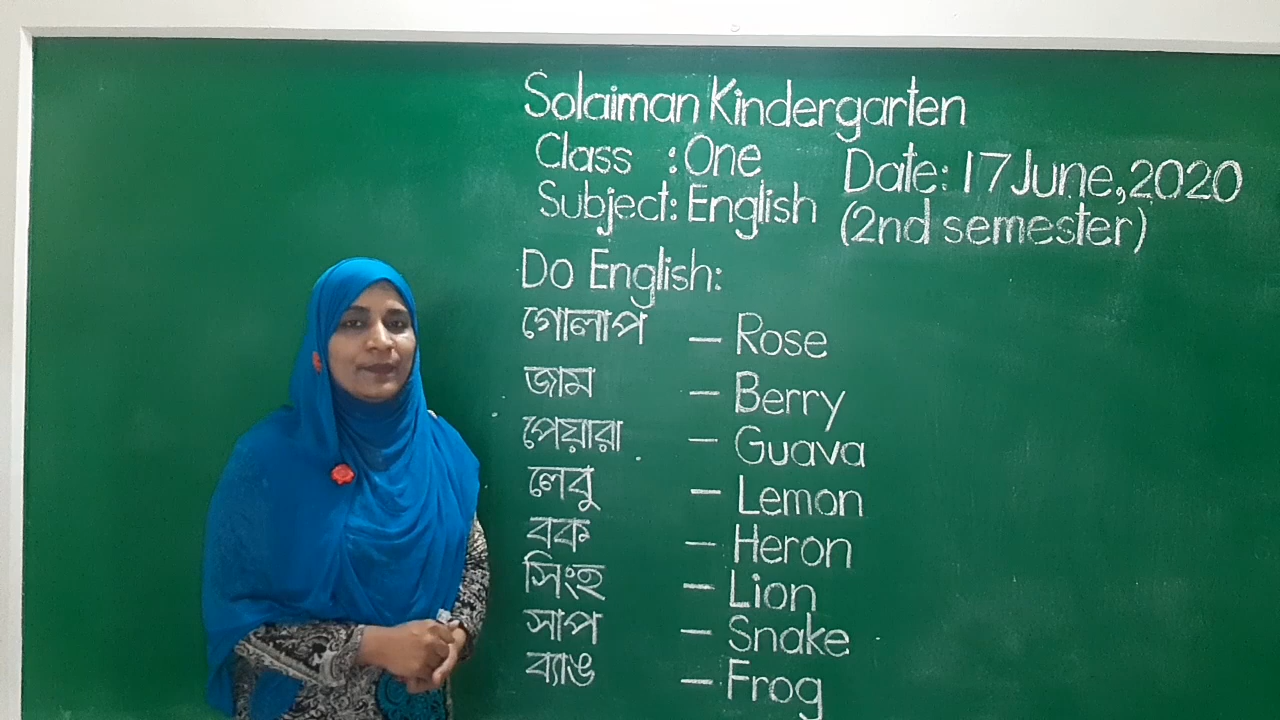 Solaiman Kindergarten
Class : One Date: 17 June, 2020
Subject: English (2nd semester)
Do English:
গোলাপ — Rose
জাম — Berry
পেয়ারা — Guava
লেবু — Lemon
বক — Heron
সিংহ — Lion
সাপ — Snake
ব্যাঙ — Frog